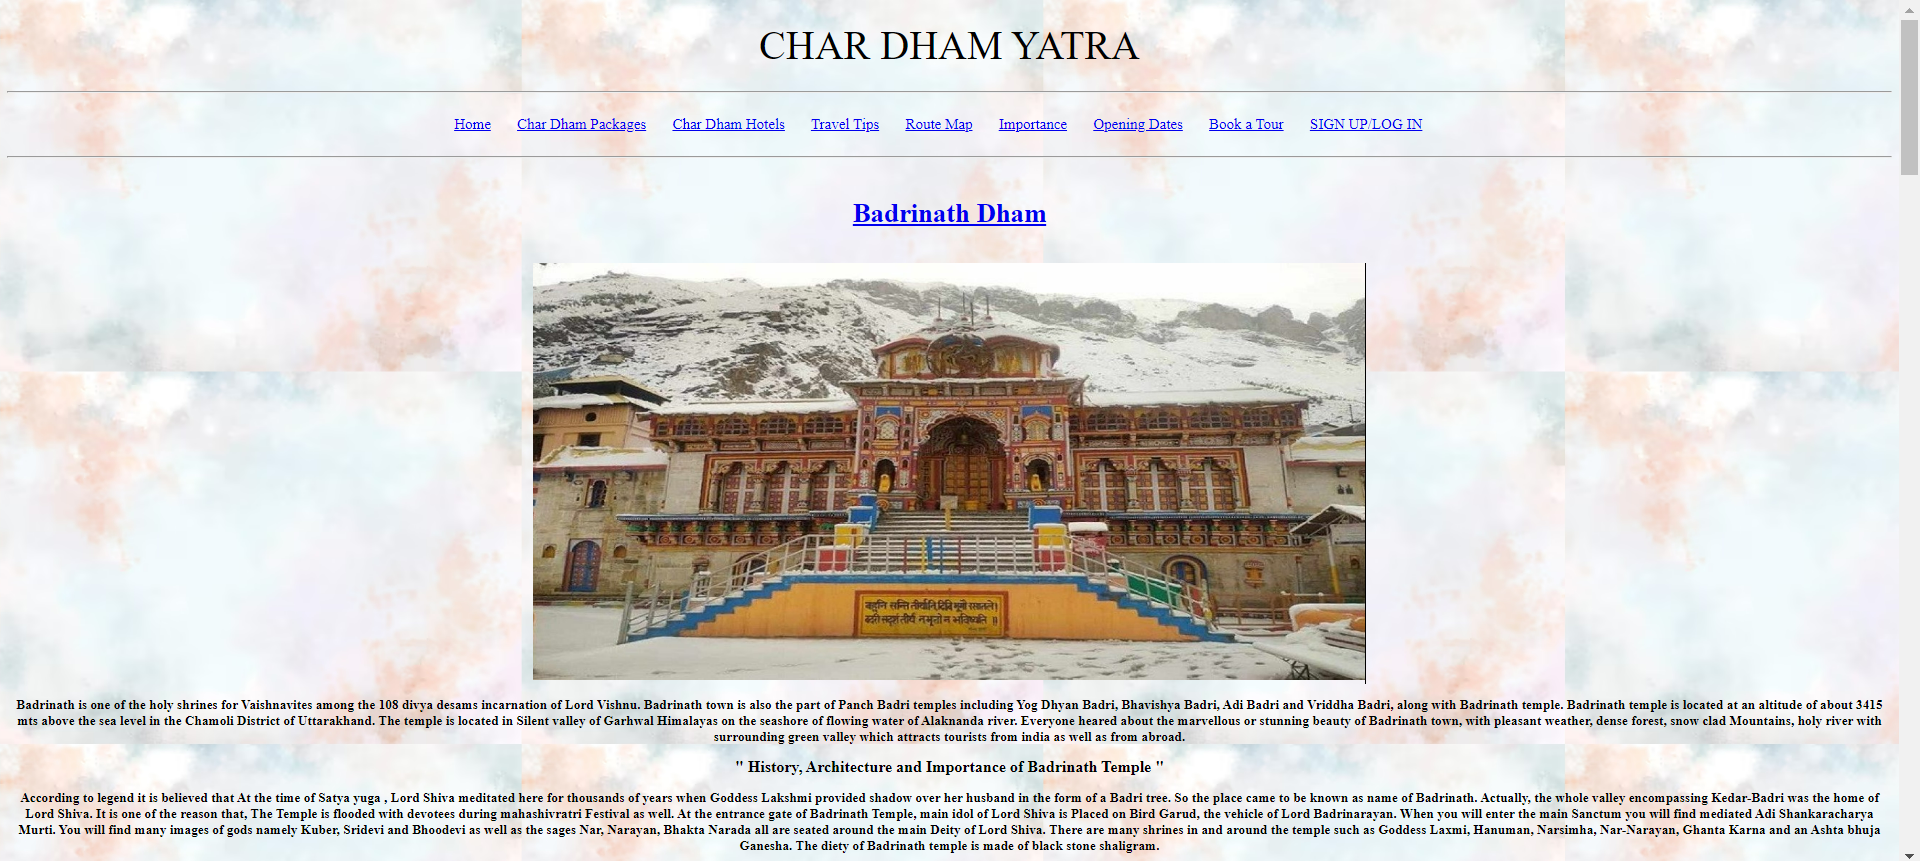 CHAR DHAM YATRA
Home Char Dham Packages Char Dham Hotels Travel Tips Route Map Importance Opening Dates Book a Tour SIGN UP/LOG IN
Badrinath Dham
बहुनि सन्ति तीर्थानि दिवि भूमौ रसातले।
बदरी सदृशं तीर्थ न भूतो न भविष्यति ॥
Badrinath is one of the holy shrines for Vaishnavites among the 108 divya desams incarnation of Lord Vishnu. Badrinath town is also the part of Panch Badri temples including Yog Dhyan Badri, Bhavishya Badri, Adi Badri and Vriddha Badri, along with Badrinath temple. Badrinath temple is located at an altitude of about 3415
mts above the sea level in the Chamoli District of Uttarakhand. The temple is located in Silent valley of Garhwal Himalayas on the seashore of flowing water of Alaknanda river. Everyone heared about the marvellous or stunning beauty of Badrinath town, with pleasant weather, dense forest, snow clad Mountains, holy river with
surrounding green valley which attracts tourists from india as well as from abroad.
" History, Architecture and Importance of Badrinath Temple "
According to legend it is believed that At the time of Satya yuga , Lord Shiva meditated here for thousands of years when Goddess Lakshmi provided shadow over her husband in the form of a Badri tree. So the place came to be known as name of Badrinath. Actually, the whole valley encompassing Kedar-Badri was the home of
Lord Shiva. It is one of the reason that, The Temple is flooded with devotees during mahashivratri Festival as well. At the entrance gate of Badrinath Temple, main idol of Lord Shiva is Placed on Bird Garud, the vehicle of Lord Badrinarayan. When you will enter the main Sanctum you will find mediated Adi Shankaracharya
Murti. You will find many images of gods namely Kuber, Sridevi and Bhoodevi as well as the sages Nar, Narayan, Bhakta Narada all are seated around the main Deity of Lord Shiva. There are many shrines in and around the temple such as Goddess Laxmi, Hanuman, Narsimha, Nar-Narayan, Ghanta Karna and an Ashta bhuja
Ganesha. The diety of Badrinath temple is made of black stone shaligram.